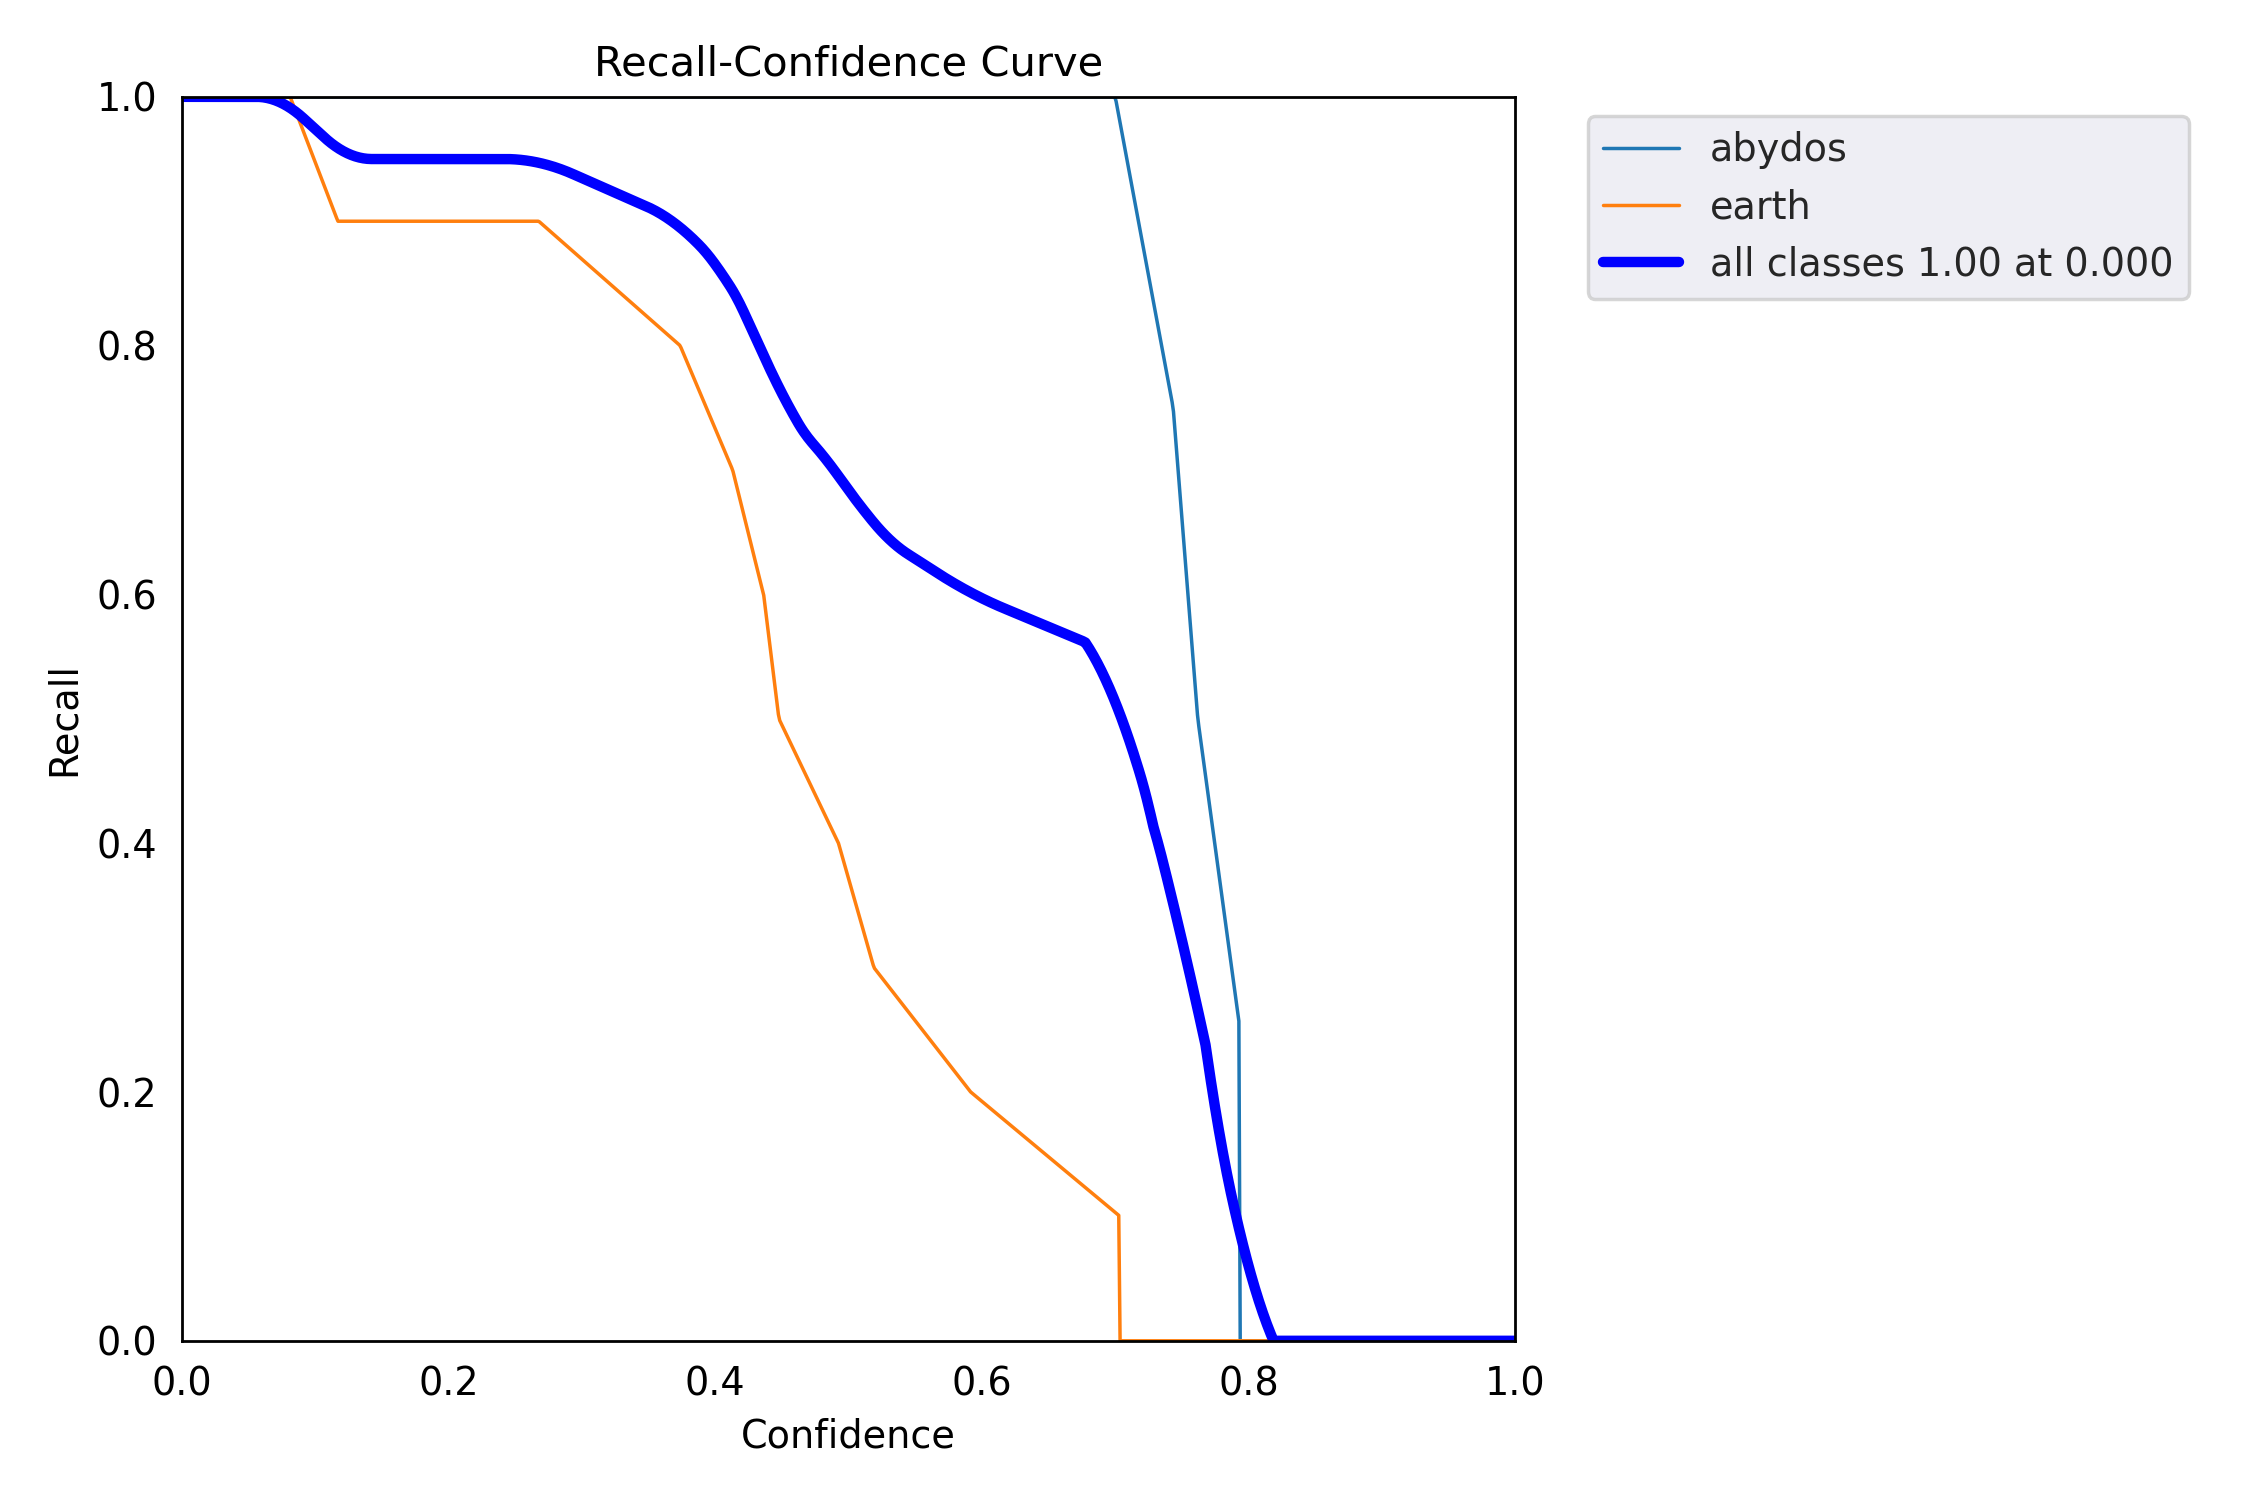 Recall-Confidence Curve
1.0
0.8
0.6
0.4
0.2
0.0
Recall
0.0 0.2 0.4 0.6 0.8 1.0
Confidence
abydos
earth
all classes 1.00 at 0.000